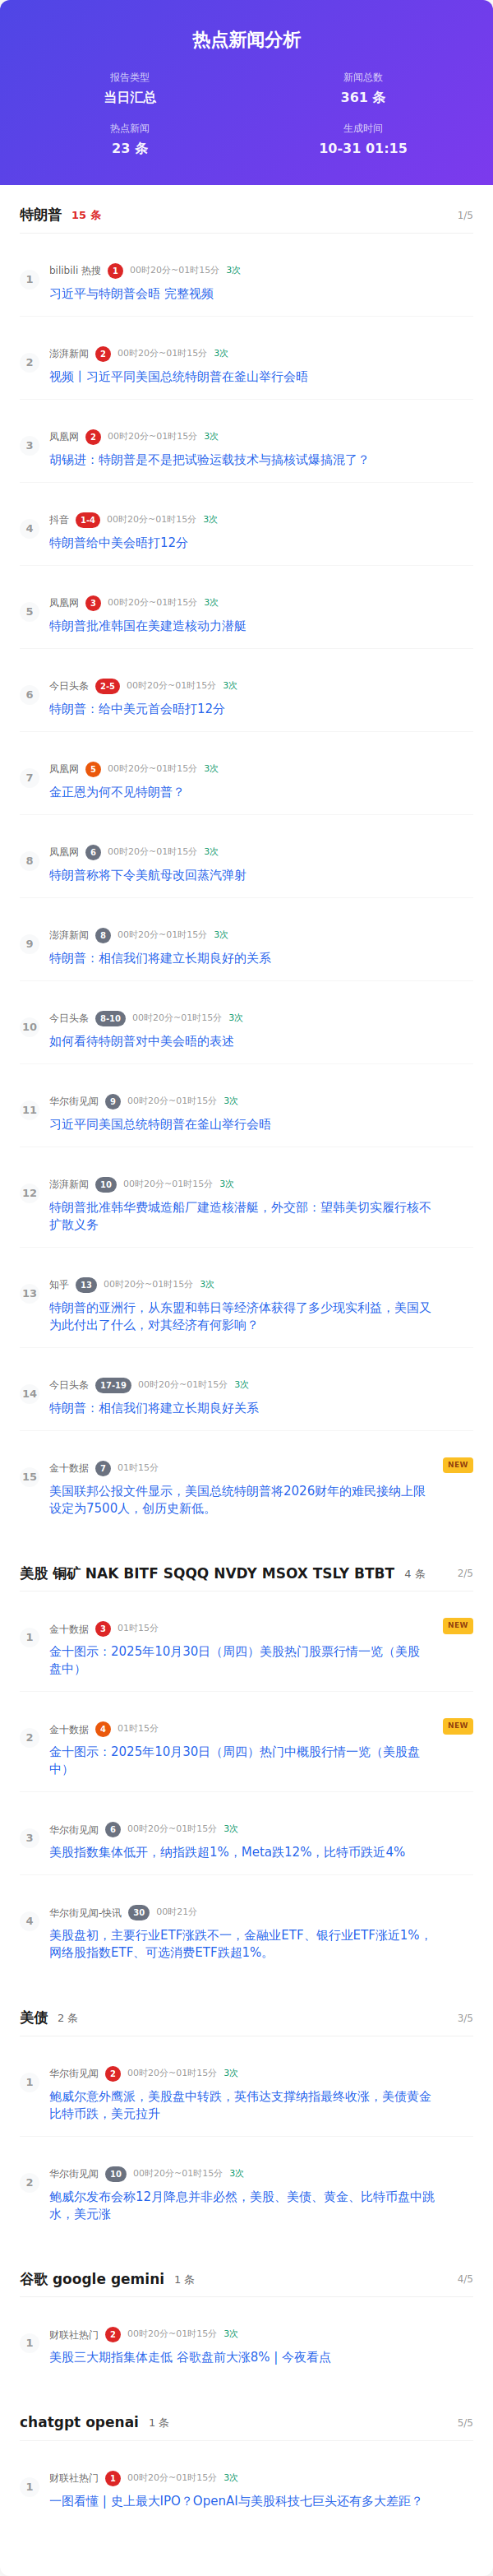 热点新闻分析
报告类型
新闻总数
当日汇总
361 条
热点新闻
生成时间
23 条
10-31 01:15
特朗普 15 条 1/5
1
bilibili 热搜 1 00时20分~01时15分 3次
习近平与特朗普会晤 完整视频
2
澎湃新闻 2 00时20分~01时15分 3次
视频丨习近平同美国总统特朗普在釜山举行会晤
3
凤凰网 2 00时20分~01时15分 3次
胡锡进：特朗普是不是把试验运载技术与搞核试爆搞混了？
4
抖音 1-4 00时20分~01时15分 3次
特朗普给中美会晤打12分
5
凤凰网 3 00时20分~01时15分 3次
特朗普批准韩国在美建造核动力潜艇
6
今日头条 2-5 00时20分~01时15分 3次
特朗普：给中美元首会晤打12分
7
凤凰网 5 00时20分~01时15分 3次
金正恩为何不见特朗普？
8
凤凰网 6 00时20分~01时15分 3次
特朗普称将下令美航母改回蒸汽弹射
9
澎湃新闻 8 00时20分~01时15分 3次
特朗普：相信我们将建立长期良好的关系
10
今日头条 8-10 00时20分~01时15分 3次
如何看待特朗普对中美会晤的表述
11
华尔街见闻 9 00时20分~01时15分 3次
习近平同美国总统特朗普在釜山举行会晤
12
澎湃新闻 10 00时20分~01时15分 3次
特朗普批准韩华费城造船厂建造核潜艇，外交部：望韩美切实履行核不
扩散义务
13
知乎 13 00时20分~01时15分 3次
特朗普的亚洲行，从东盟和韩日等经济体获得了多少现实利益，美国又
为此付出了什么，对其经济有何影响？
14
今日头条 17-19 00时20分~01时15分 3次
特朗普：相信我们将建立长期良好关系
15
金十数据 7 01时15分 NEW
美国联邦公报文件显示，美国总统特朗普将2026财年的难民接纳上限
设定为7500人，创历史新低。
美股 铜矿 NAK BITF SQQQ NVDY MSOX TSLY BTBT 4 条 2/5
1
金十数据 3 01时15分 NEW
金十图示：2025年10月30日（周四）美股热门股票行情一览（美股
盘中）
2
金十数据 4 01时15分 NEW
金十图示：2025年10月30日（周四）热门中概股行情一览（美股盘
中）
3
华尔街见闻 6 00时20分~01时15分 3次
美股指数集体低开，纳指跌超1%，Meta跌12%，比特币跌近4%
4
华尔街见闻-快讯 30 00时21分
美股盘初，主要行业ETF涨跌不一，金融业ETF、银行业ETF涨近1%，
网络股指数ETF、可选消费ETF跌超1%。
美债 2 条 3/5
1
华尔街见闻 2 00时20分~01时15分 3次
鲍威尔意外鹰派，美股盘中转跌，英伟达支撑纳指最终收涨，美债黄金
比特币跌，美元拉升
2
华尔街见闻 10 00时20分~01时15分 3次
鲍威尔发布会称12月降息并非必然，美股、美债、黄金、比特币盘中跳
水，美元涨
谷歌 google gemini 1 条 4/5
1
财联社热门 2 00时20分~01时15分 3次
美股三大期指集体走低 谷歌盘前大涨8% | 今夜看点
chatgpt openai 1 条 5/5
1
财联社热门 1 00时20分~01时15分 3次
一图看懂 | 史上最大IPO？OpenAI与美股科技七巨头还有多大差距？